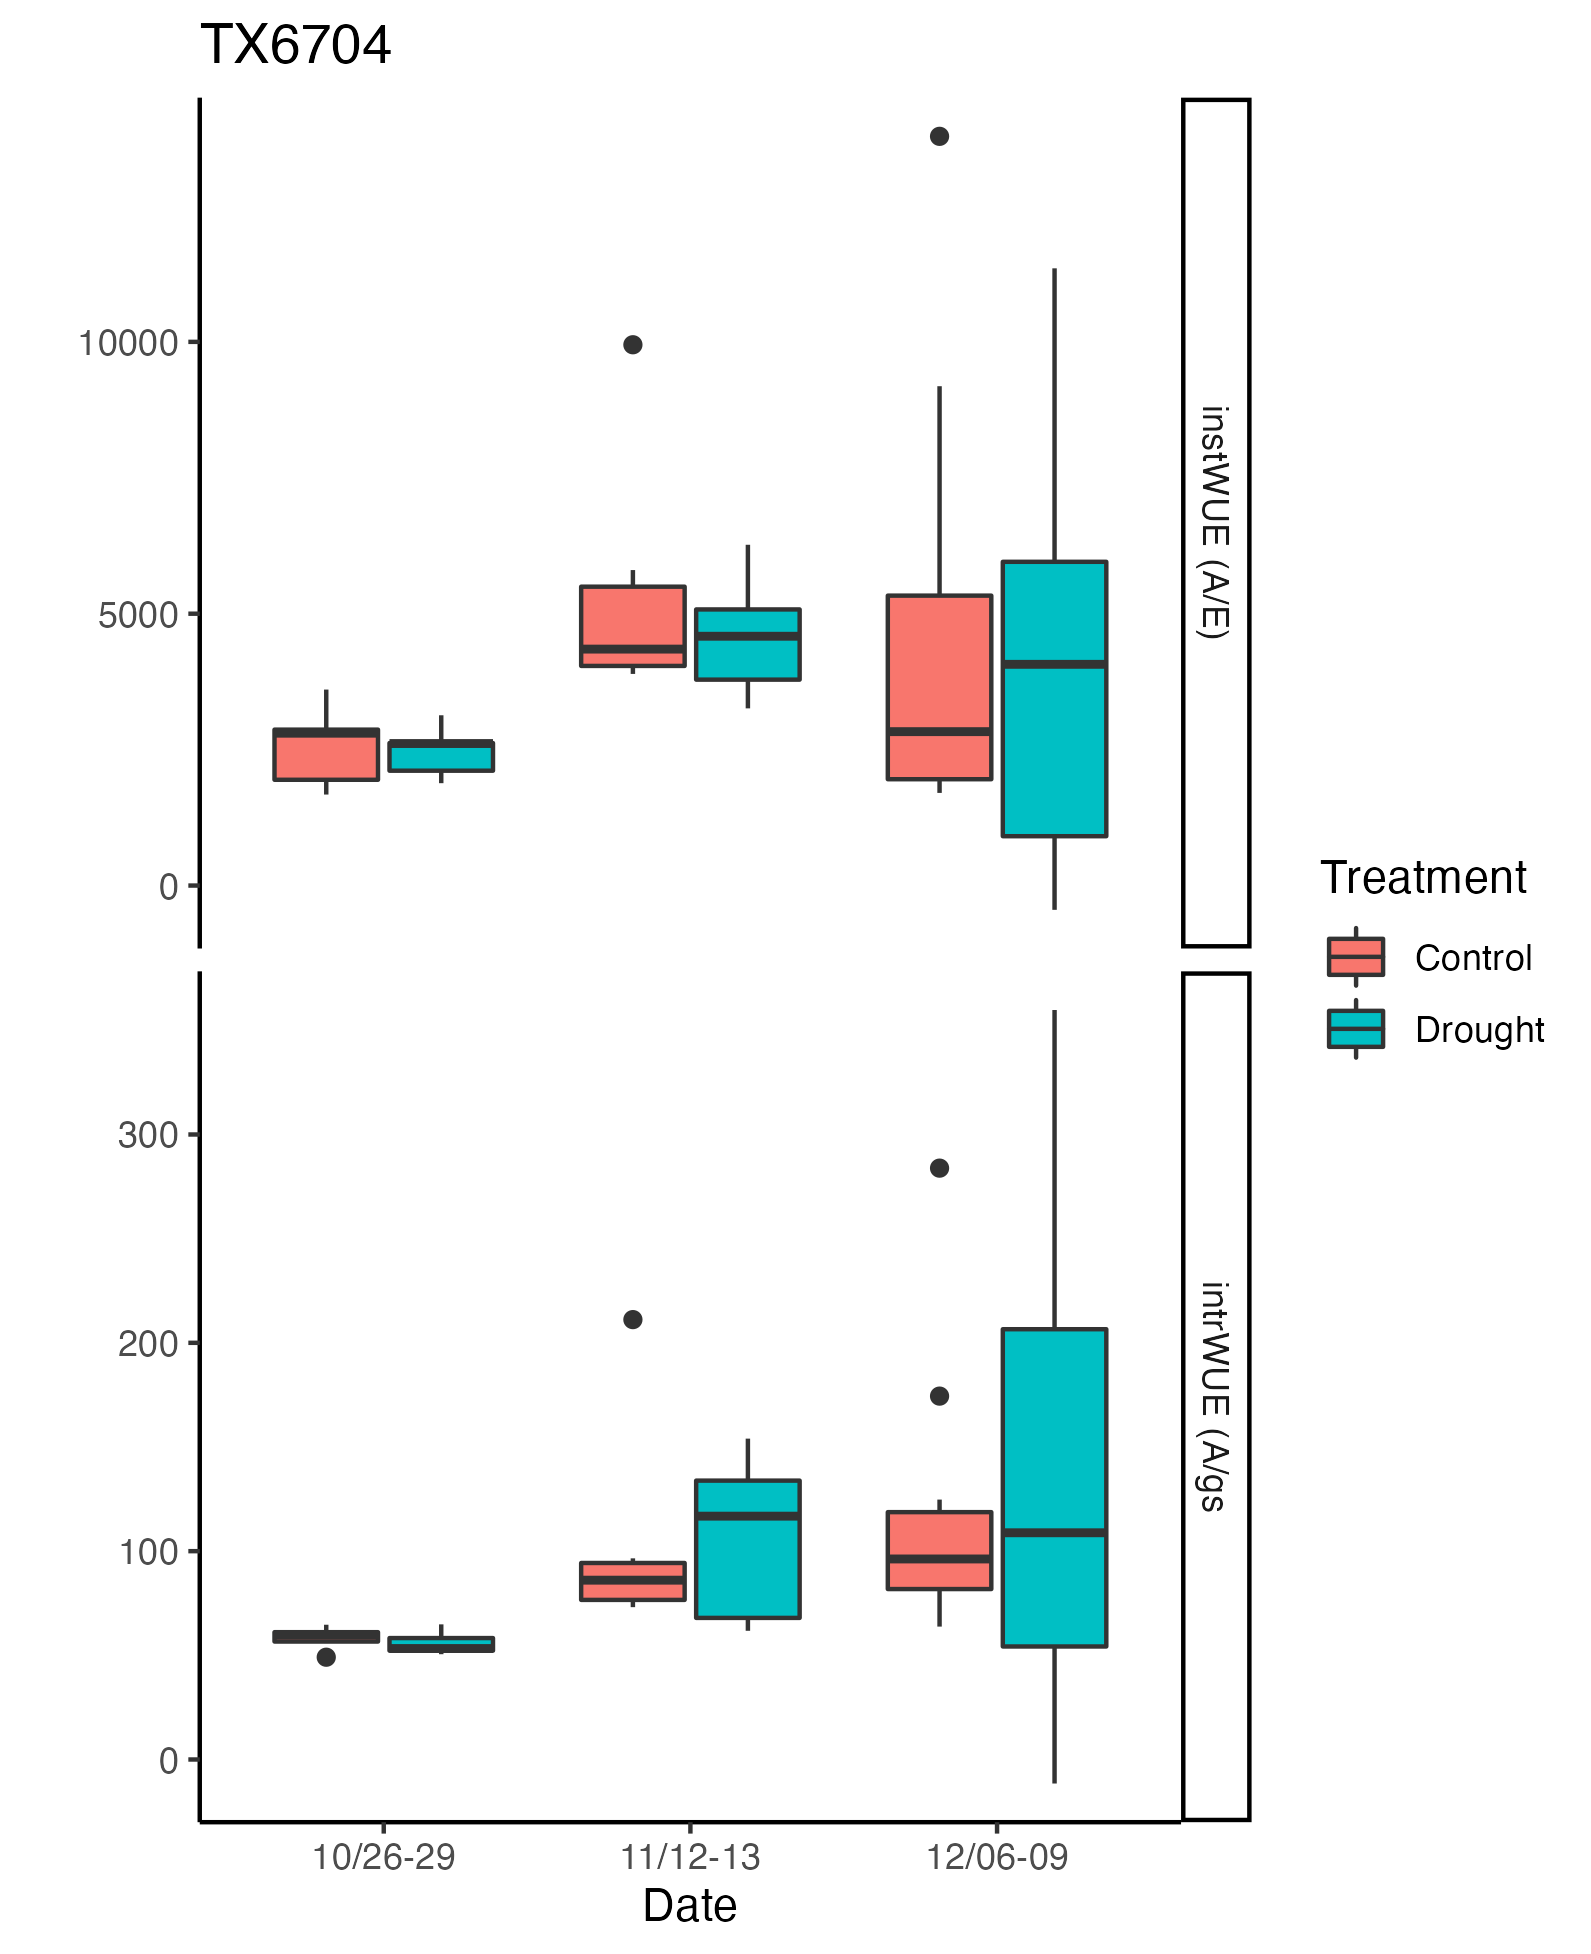 TX6704
10000
5000
0
instWUE (A/E)
300
200
100
0
intrWUE (A/gs
10/26-29
11/12-13
12/06-09
Date
Treatment
Control
Drought